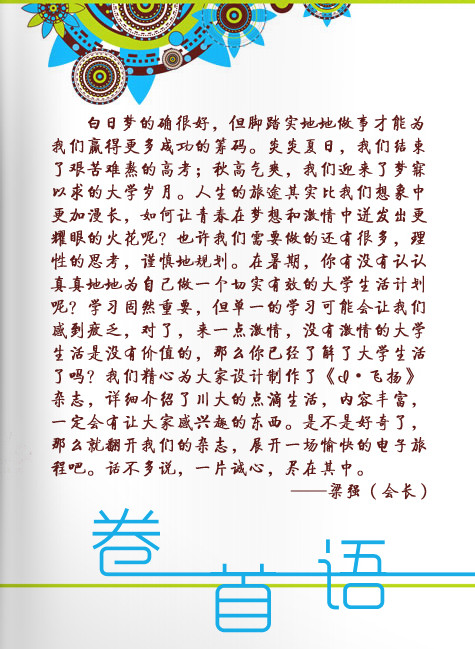 白日梦的确很好，但脚踏实地地做事才能为
我们赢得更多成功的筹码。炎炎夏日，我们结束
了艰苦难熬的高考；秋高气爽，我们迎来了梦寐
以求的大学岁月。人生的旅途其实比我们想象中
更加漫长，如何让青春在梦想和激情中迸发出更
耀眼的火花呢？也许我们需要做的还有很多，理
性的思考，谨慎地规划。在暑期，你有没有认认
真真地地为自己做一个切实有效的大学生活计划
呢？学习固然重要，但单一的学习可能会让我们
感到疲乏，对了，来一点激情，没有激情的大学
生活是没有价值的，那么你已经了解了大学生活
了吗？我们精心为大家设计制作了《I·飞扬》
杂志，详细介绍了川大的点滴生活，内容丰富，
一定会有让大家感兴趣的东西。是不是好奇了，
那么就翻开我们的杂志，展开一场愉快的电子旅
程吧。话不多说，一片诚心，尽在其中。
——梁强（会长）
卷首语